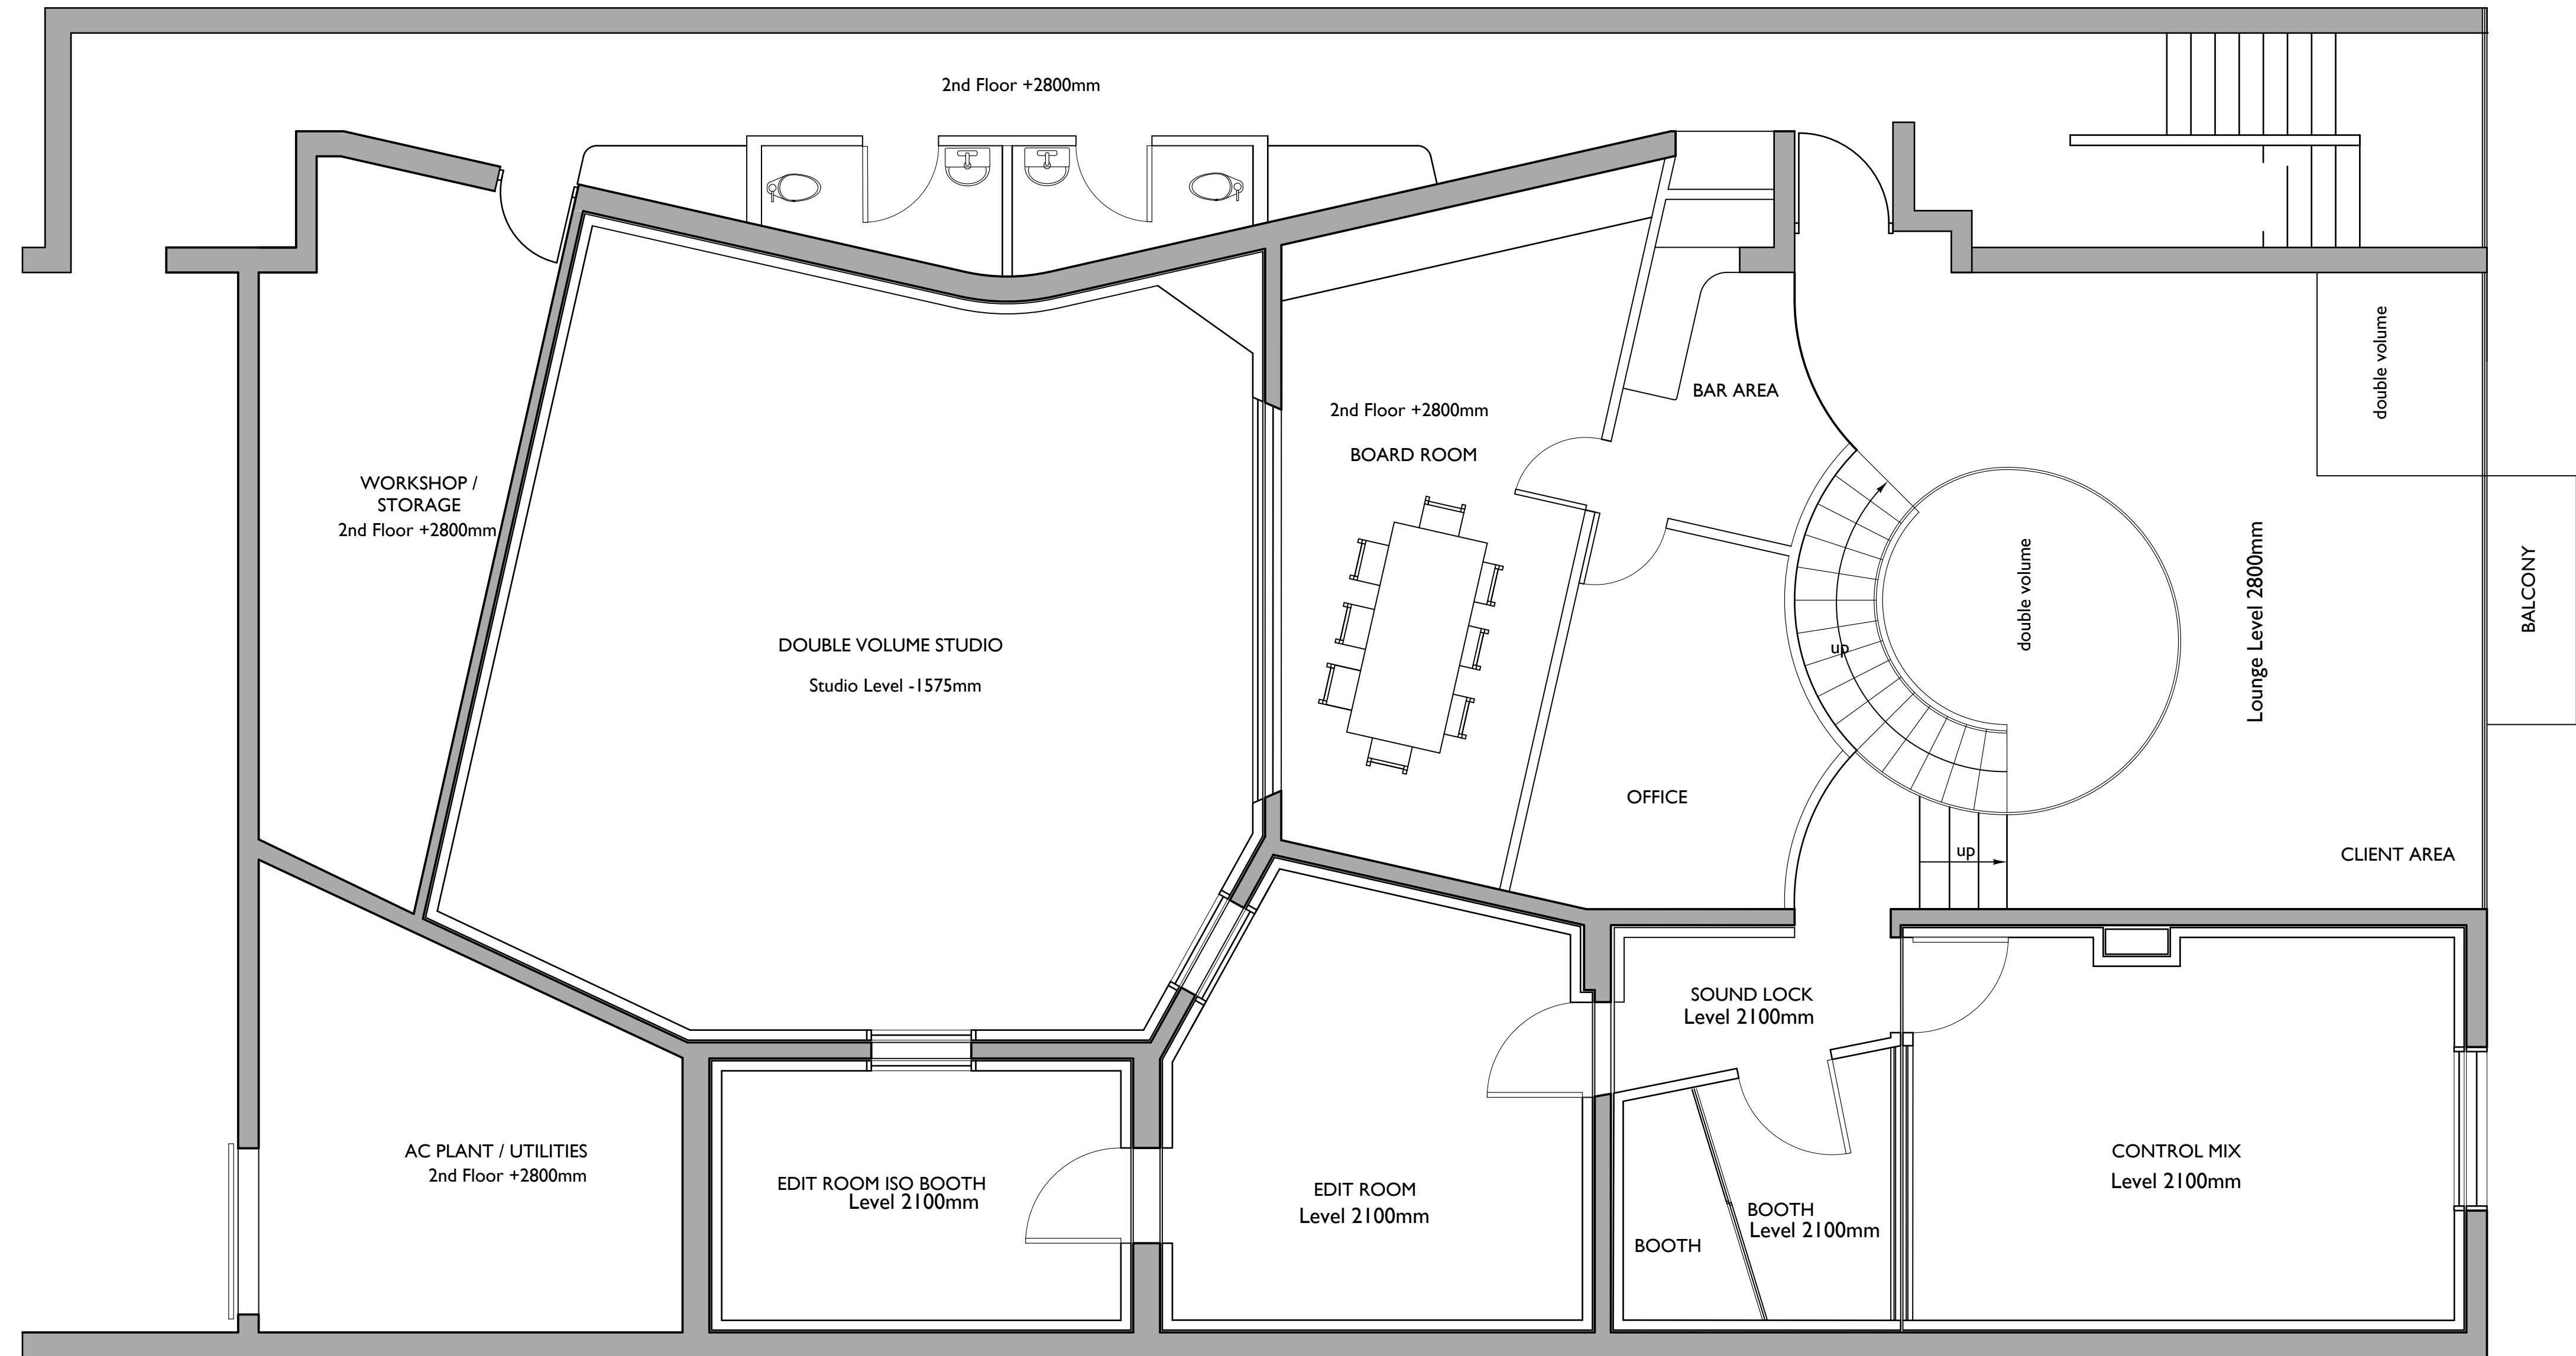 2nd Floor +2800mm
double volume
BAR AREA
2nd Floor +2800mm
BOARD ROOM
WORKSHOP /
STORAGE
2nd Floor +2800mm
double volume
Lounge Level 2800mm
BALCONY
DOUBLE VOLUME STUDIO
up
Studio Level -1575mm
OFFICE
up
CLIENT AREA
SOUND LOCK
Level 2100mm
AC PLANT / UTILITIES
2nd Floor +2800mm
EDIT ROOM ISO BOOTH
Level 2100mm
EDIT ROOM
Level 2100mm
BOOTH
BOOTH
Level 2100mm
CONTROL MIX
Level 2100mm